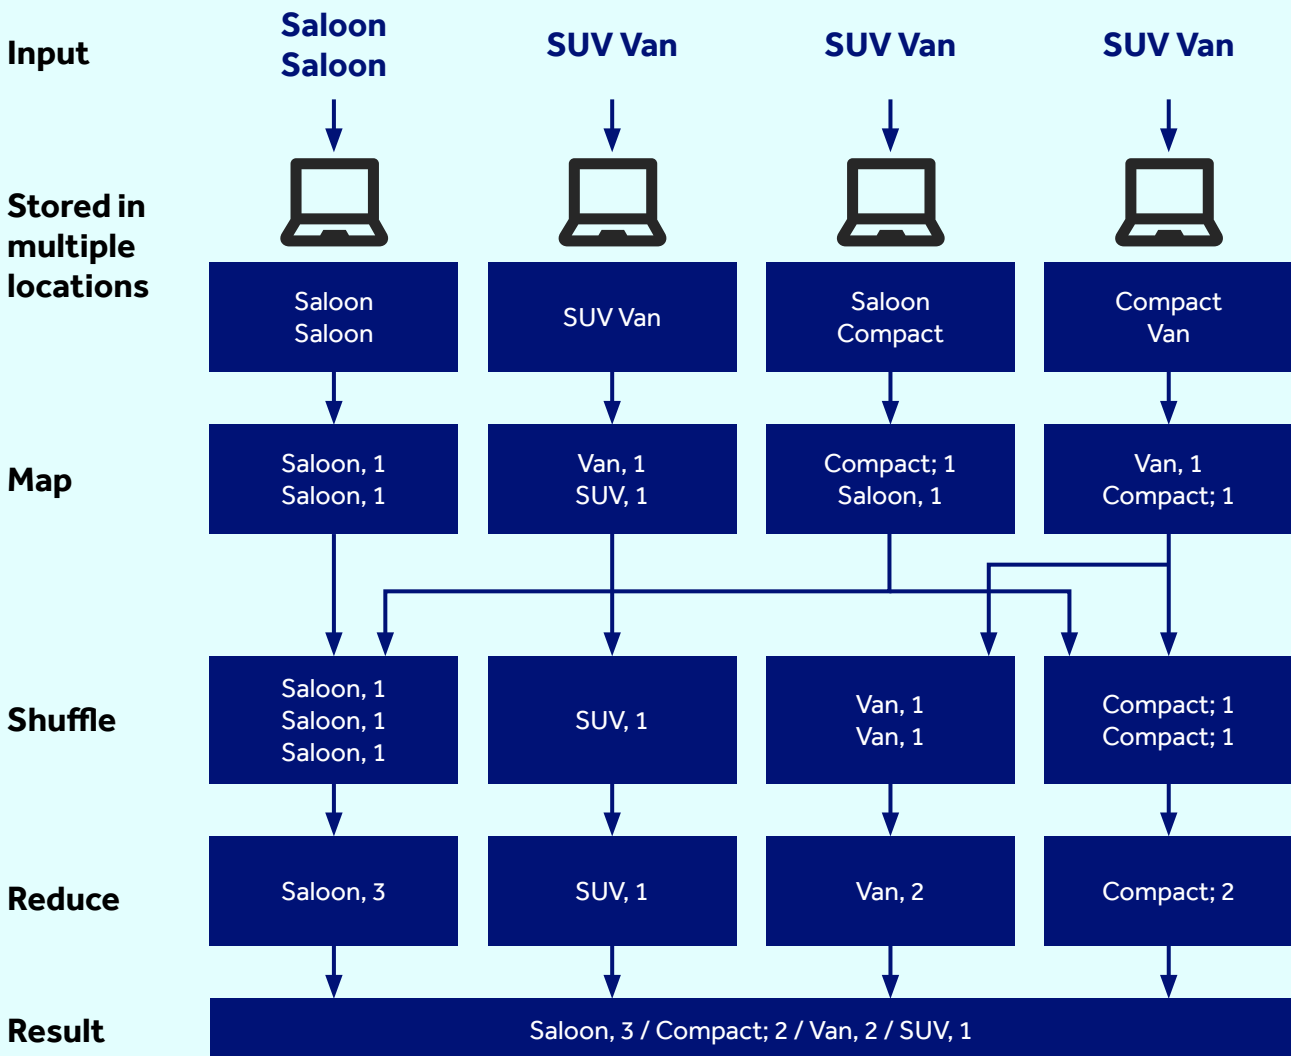 Input
Saloon
Saloon
SUV Van
SUV Van
SUV Van
Stored in
multiple
locations
Saloon
Saloon
SUV Van
Saloon
Compact
Compact
Van
Map
Saloon, 1
Saloon, 1
Van, 1
SUV, 1
Compact; 1
Saloon, 1
Van, 1
Compact; 1
Shuffle
Saloon, 1
Saloon, 1
Saloon, 1
SUV, 1
Van, 1
Van, 1
Compact; 1
Compact; 1
Reduce
Saloon, 3
SUV, 1
Van, 2
Compact; 2
Result
Saloon, 3 / Compact; 2 / Van, 2 / SUV, 1